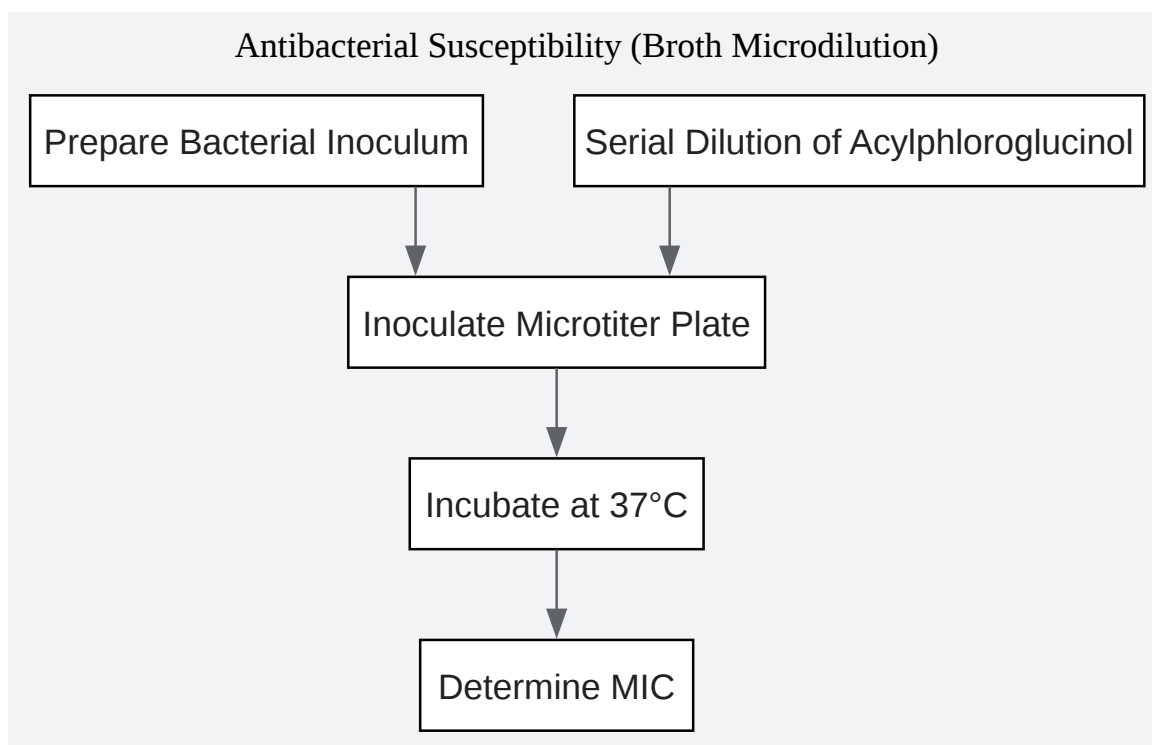 Antibacterial Susceptibility (Broth Microdilution)
Prepare Bacterial Inoculum
Serial Dilution of Acylphloroglucinol
Inoculate Microtiter Plate
Incubate at 37°C
Determine MIC